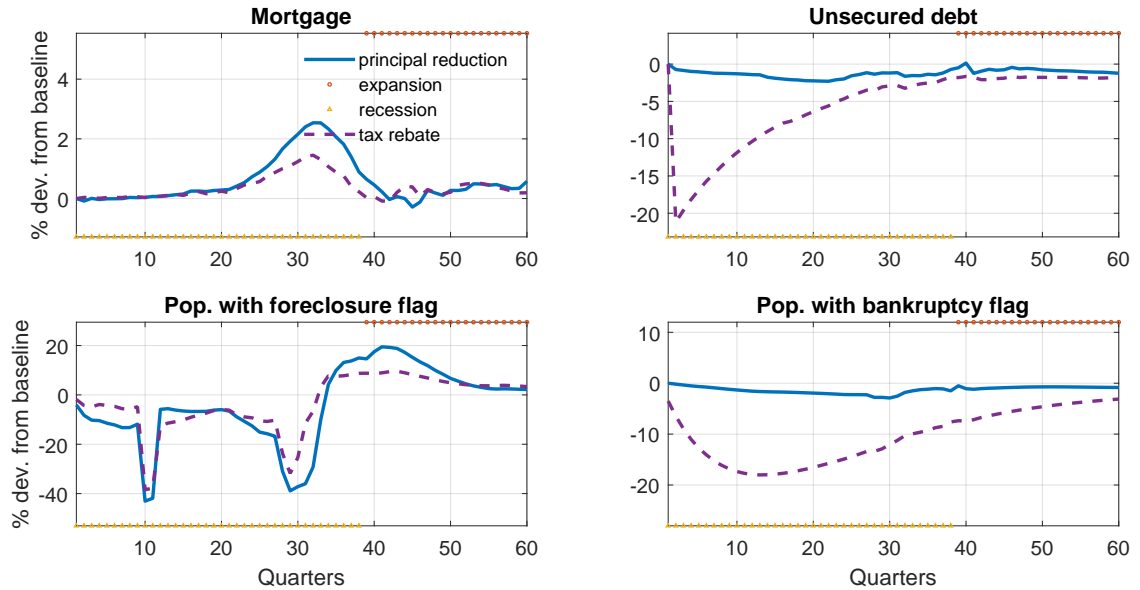 Mortgage
% dev. from baseline
4
2
0
10 20 30 40 50 60
principal reduction
expansion
recession
tax rebate
Unsecured debt
0
-5
-10
-15
-20
10 20 30 40 50 60
Pop. with foreclosure flag
% dev. from baseline
20
0
-20
-40
10 20 30 40 50 60
Quarters
Pop. with bankruptcy flag
10
0
-10
-20
10 20 30 40 50 60
Quarters